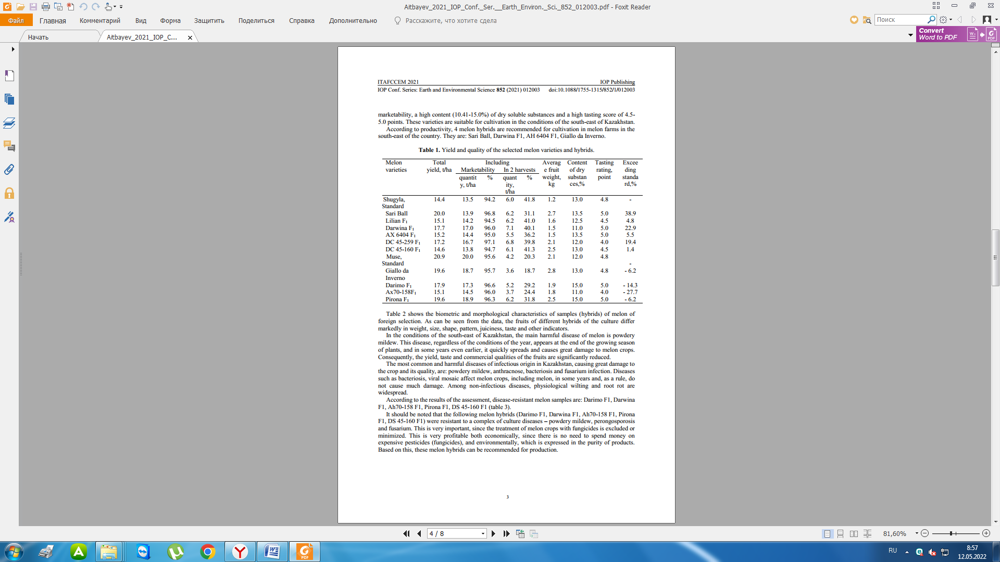 Aitbayev_2021_IOP_Conf._Ser.__Earth_Environ._Sci._852_012003.pdf - Foxit Reader
Файл Главная Комментарий Вид Форма Защитить Поделиться Справка Дополнительно Расскажите, что хотите сдела Поиск
Начать Aitbayev_2021_IOP_C...
Convert
Word to PDF
ITAFCCEM 2021 IOP Publishing
IOP Conf. Series: Earth and Environmental Science 852 (2021) 012003 doi:10.1088/1755-1315/852/1/012003
marketability, a high content (10.41-15.0%) of dry soluble substances and a high tasting score of 4.5-
5.0 points. These varieties are suitable for cultivation in the conditions of the south-east of Kazakhstan.
According to productivity, 4 melon hybrids are recommended for cultivation in melon farms in the
south-east of the country. They are: Sari Ball, Darwina F1, AH 6404 F1, Giallo da Inverno.
Table 1. Yield and quality of the selected melon varieties and hybrids.
Melon Total Including Averag Content Tasting Excee
varieties yield, t/ha Marketability In 2 harvests e fruit of dry rating, ding
quantit % quant % weight, substan point standa
y, t/ha ity, kg ces,% rd,%
t/ha
Shugyla, 14.4 13.5 94.2 6.0 41.8 1.2 13.0 4.8 -
Standard
Sari Ball 20.0 13.9 96.8 6.2 31.1 2.7 13.5 5.0 38.9
Lilian F1 15.1 14.2 94.5 6.2 41.0 1.6 12.5 4.5 4.8
Darwina F1 17.7 17.0 96.0 7.1 40.1 1.5 11.0 5.0 22.9
AX 6404 F1 15.2 14.4 95.0 5.5 36.2 1.5 13.5 5.0 5.5
DC 45-259 F1 17.2 16.7 97.1 6.8 39.8 2.1 12.0 4.0 19.4
DC 45-160 F1 14.6 13.8 94.7 6.1 41.3 2.5 13.0 4.5 1.4
Muse, 20.9 20.0 95.6 4.2 20.3 2.1 12.0 4.8
Standard -
Giallo da 19.6 18.7 95.7 3.6 18.7 2.8 13.0 4.8 - 6.2
Inverno
Darimo F1 17.9 17.3 96.6 5.2 29.2 1.9 15.0 5.0 - 14.3
Ax70-158F1 15.1 14.5 96.0 3.7 24.4 1.8 11.0 4.0 - 27.7
Pirona F1 19.6 18.9 96.3 6.2 31.8 2.5 15.0 5.0 - 6.2
Table 2 shows the biometric and morphological characteristics of samples (hybrids) of melon of
foreign selection. As can be seen from the data, the fruits of different hybrids of the culture differ
markedly in weight, size, shape, pattern, juiciness, taste and other indicators.
In the conditions of the south-east of Kazakhstan, the main harmful disease of melon is powdery
mildew. This disease, regardless of the conditions of the year, appears at the end of the growing season
of plants, and in some years even earlier, it quickly spreads and causes great damage to melon crops.
Consequently, the yield, taste and commercial qualities of the fruits are significantly reduced.
The most common and harmful diseases of infectious origin in Kazakhstan, causing great damage to
the crop and its quality, are: powdery mildew, anthracnose, bacteriosis and fusarium infection. Diseases
such as bacteriosis, viral mosaic affect melon crops, including melon, in some years and, as a rule, do
not cause much damage. Among non-infectious diseases, physiological wilting and root rot are
widespread.
According to the results of the assessment, disease-resistant melon samples are: Darimo F1, Darwina
F1, Ah70-158 F1, Pirona F1, DS 45-160 F1 (table 3).
It should be noted that the following melon hybrids (Darimo F1, Darwina F1, Ah70-158 F1, Pirona
F1, DS 45-160 F1) were resistant to a complex of culture diseases – powdery mildew, perongosporosis
and fusarium. This is very important, since the treatment of melon crops with fungicides is excluded or
minimized. This is very profitable both economically, since there is no need to spend money on
expensive pesticides (fungicides), and environmentally, which is expressed in the purity of products.
Based on this, these melon hybrids can be recommended for production.
3
4 / 8 81,60%
RU 8:57
12.05.2022